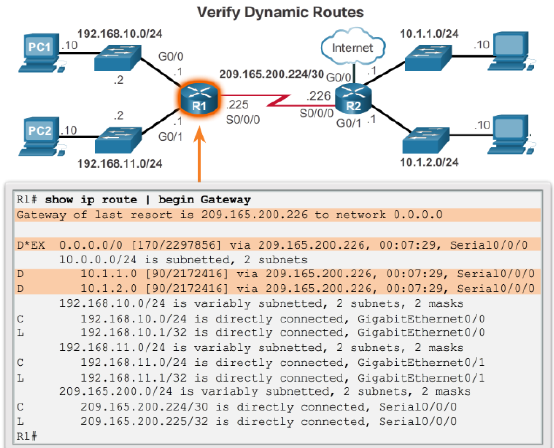 Verify Dynamic Routes
192.168.10.0/24
10.1.1.0/24
PC1
.10
G0/0
.1
.2
Internet
.10
.1
209.165.200.224/30
G0/0
R1
.225
S0/0/0
.226
S0/0/0
R2
G0/1
.1
.2
.1
G0/1
PC2
.10
192.168.11.0/24
.10
10.1.2.0/24
R1# show ip route | begin Gateway
Gateway of last resort is 209.165.200.226 to network 0.0.0.0
D*EX 0.0.0.0/0 [170/2297856] via 209.165.200.226, 00:07:29, Serial0/0/0
10.0.0.0/24 is subnetted, 2 subnets
D 10.1.1.0 [90/2172416] via 209.165.200.226, 00:07:29, Serial0/0/0
D 10.1.2.0 [90/2172416] via 209.165.200.226, 00:07:29, Serial0/0/0
192.168.10.0/24 is variably subnetted, 2 subnets, 2 masks
C 192.168.10.0/24 is directly connected, GigabitEthernet0/0
L 192.168.10.1/32 is directly connected, GigabitEthernet0/0
192.168.11.0/24 is variably subnetted, 2 subnets, 2 masks
C 192.168.11.0/24 is directly connected, GigabitEthernet0/1
L 192.168.11.1/32 is directly connected, GigabitEthernet0/1
209.165.200.0/24 is variably subnetted, 2 subnets, 2 masks
C 209.165.200.224/30 is directly connected, Serial0/0/0
L 209.165.200.225/32 is directly connected, Serial0/0/0
R1#